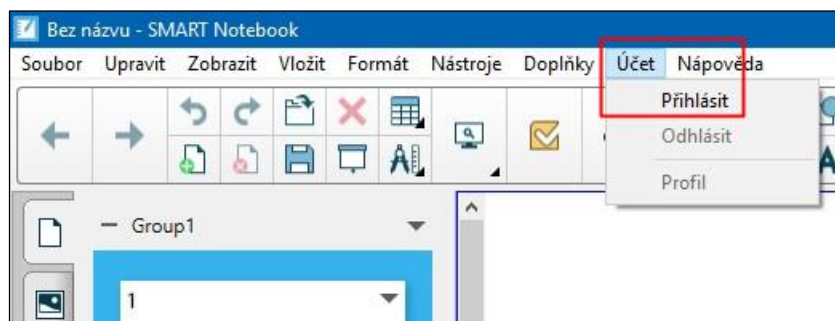 Bez názvu - SMART Notebook
Soubor Upravit Zobrazit Vložit Formát Nástroje Doplňky Účet Nápověda
Přihlásit
Odhlásit
Profil
Group1
1